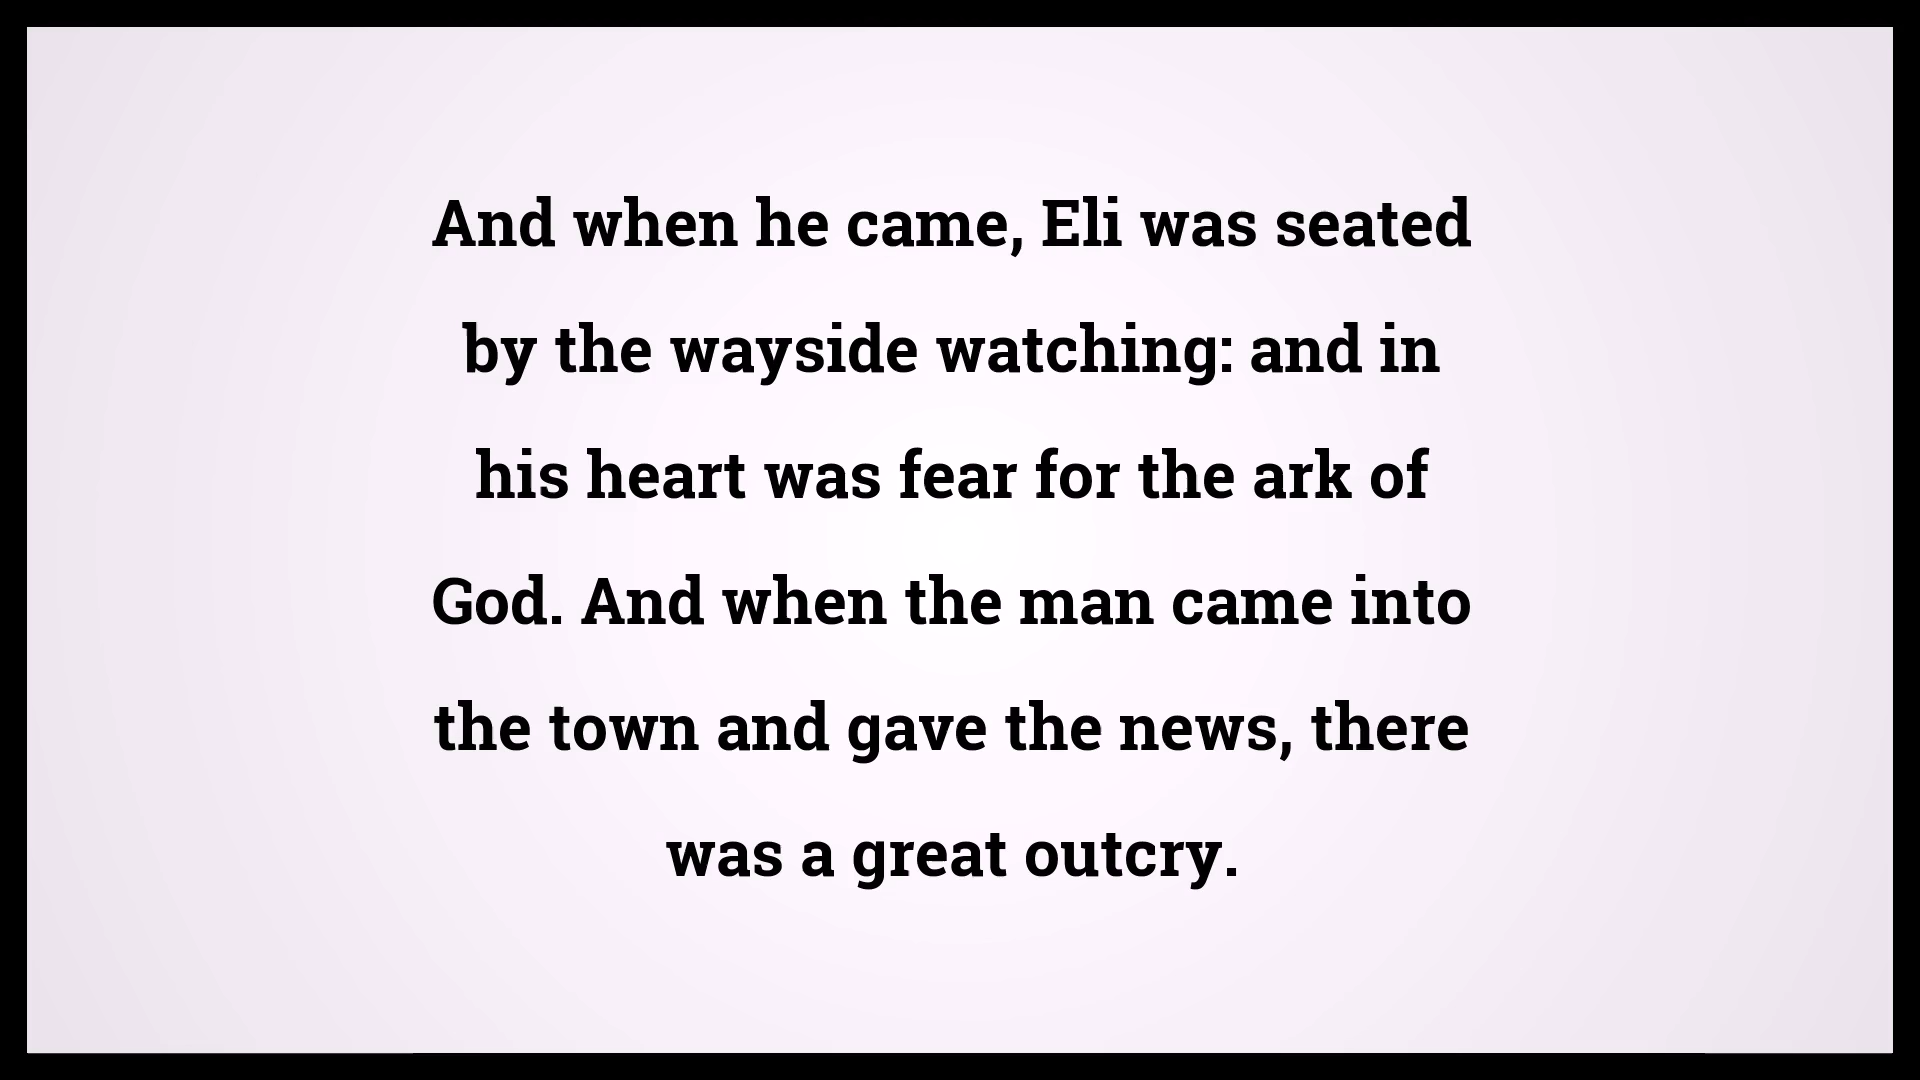 And when he came, Eli was seated
by the wayside watching: and in
his heart was fear for the ark of
God. And when the man came into
the town and gave the news, there
was a great outcry.